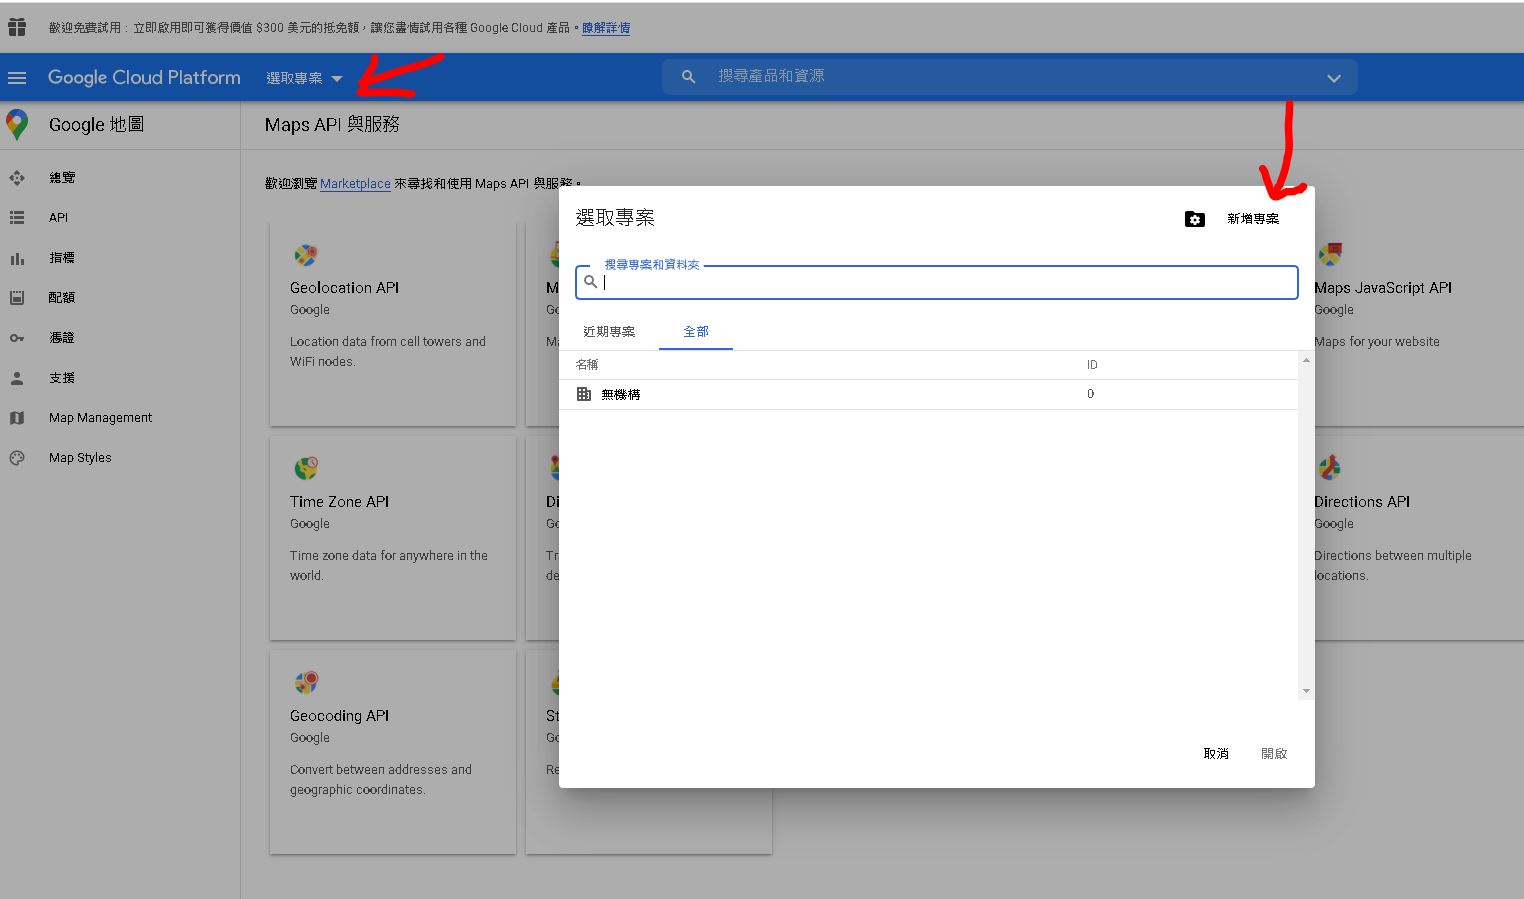 歡迎免費試用：立即啟用即可獲得價值 $300 美元的抵免額，讓您盡情試用各種 Google Cloud 產品。瞭解詳情
Google Cloud Platform 選取專案 搜尋產品和資源
Google 地圖
Maps API 與服務
總覽
API
指標
配額
憑證
支援
Map Management
Map Styles
歡迎瀏覽 Marketplace 來尋找和使用 Maps API 與服務。
Geolocation API
Google
Location data from cell towers and
WiFi nodes.
Maps JavaScript API
Google
Maps for your website
Time Zone API
Google
Time zone data for anywhere in the
world.
Directions API
Google
Directions between multiple
locations.
Geocoding API
Google
Convert between addresses and
geographic coordinates.
選取專案
新增專案
搜尋專案和資料夾
近期專案 全部
名稱 ID
無機構 0
取消 開啟